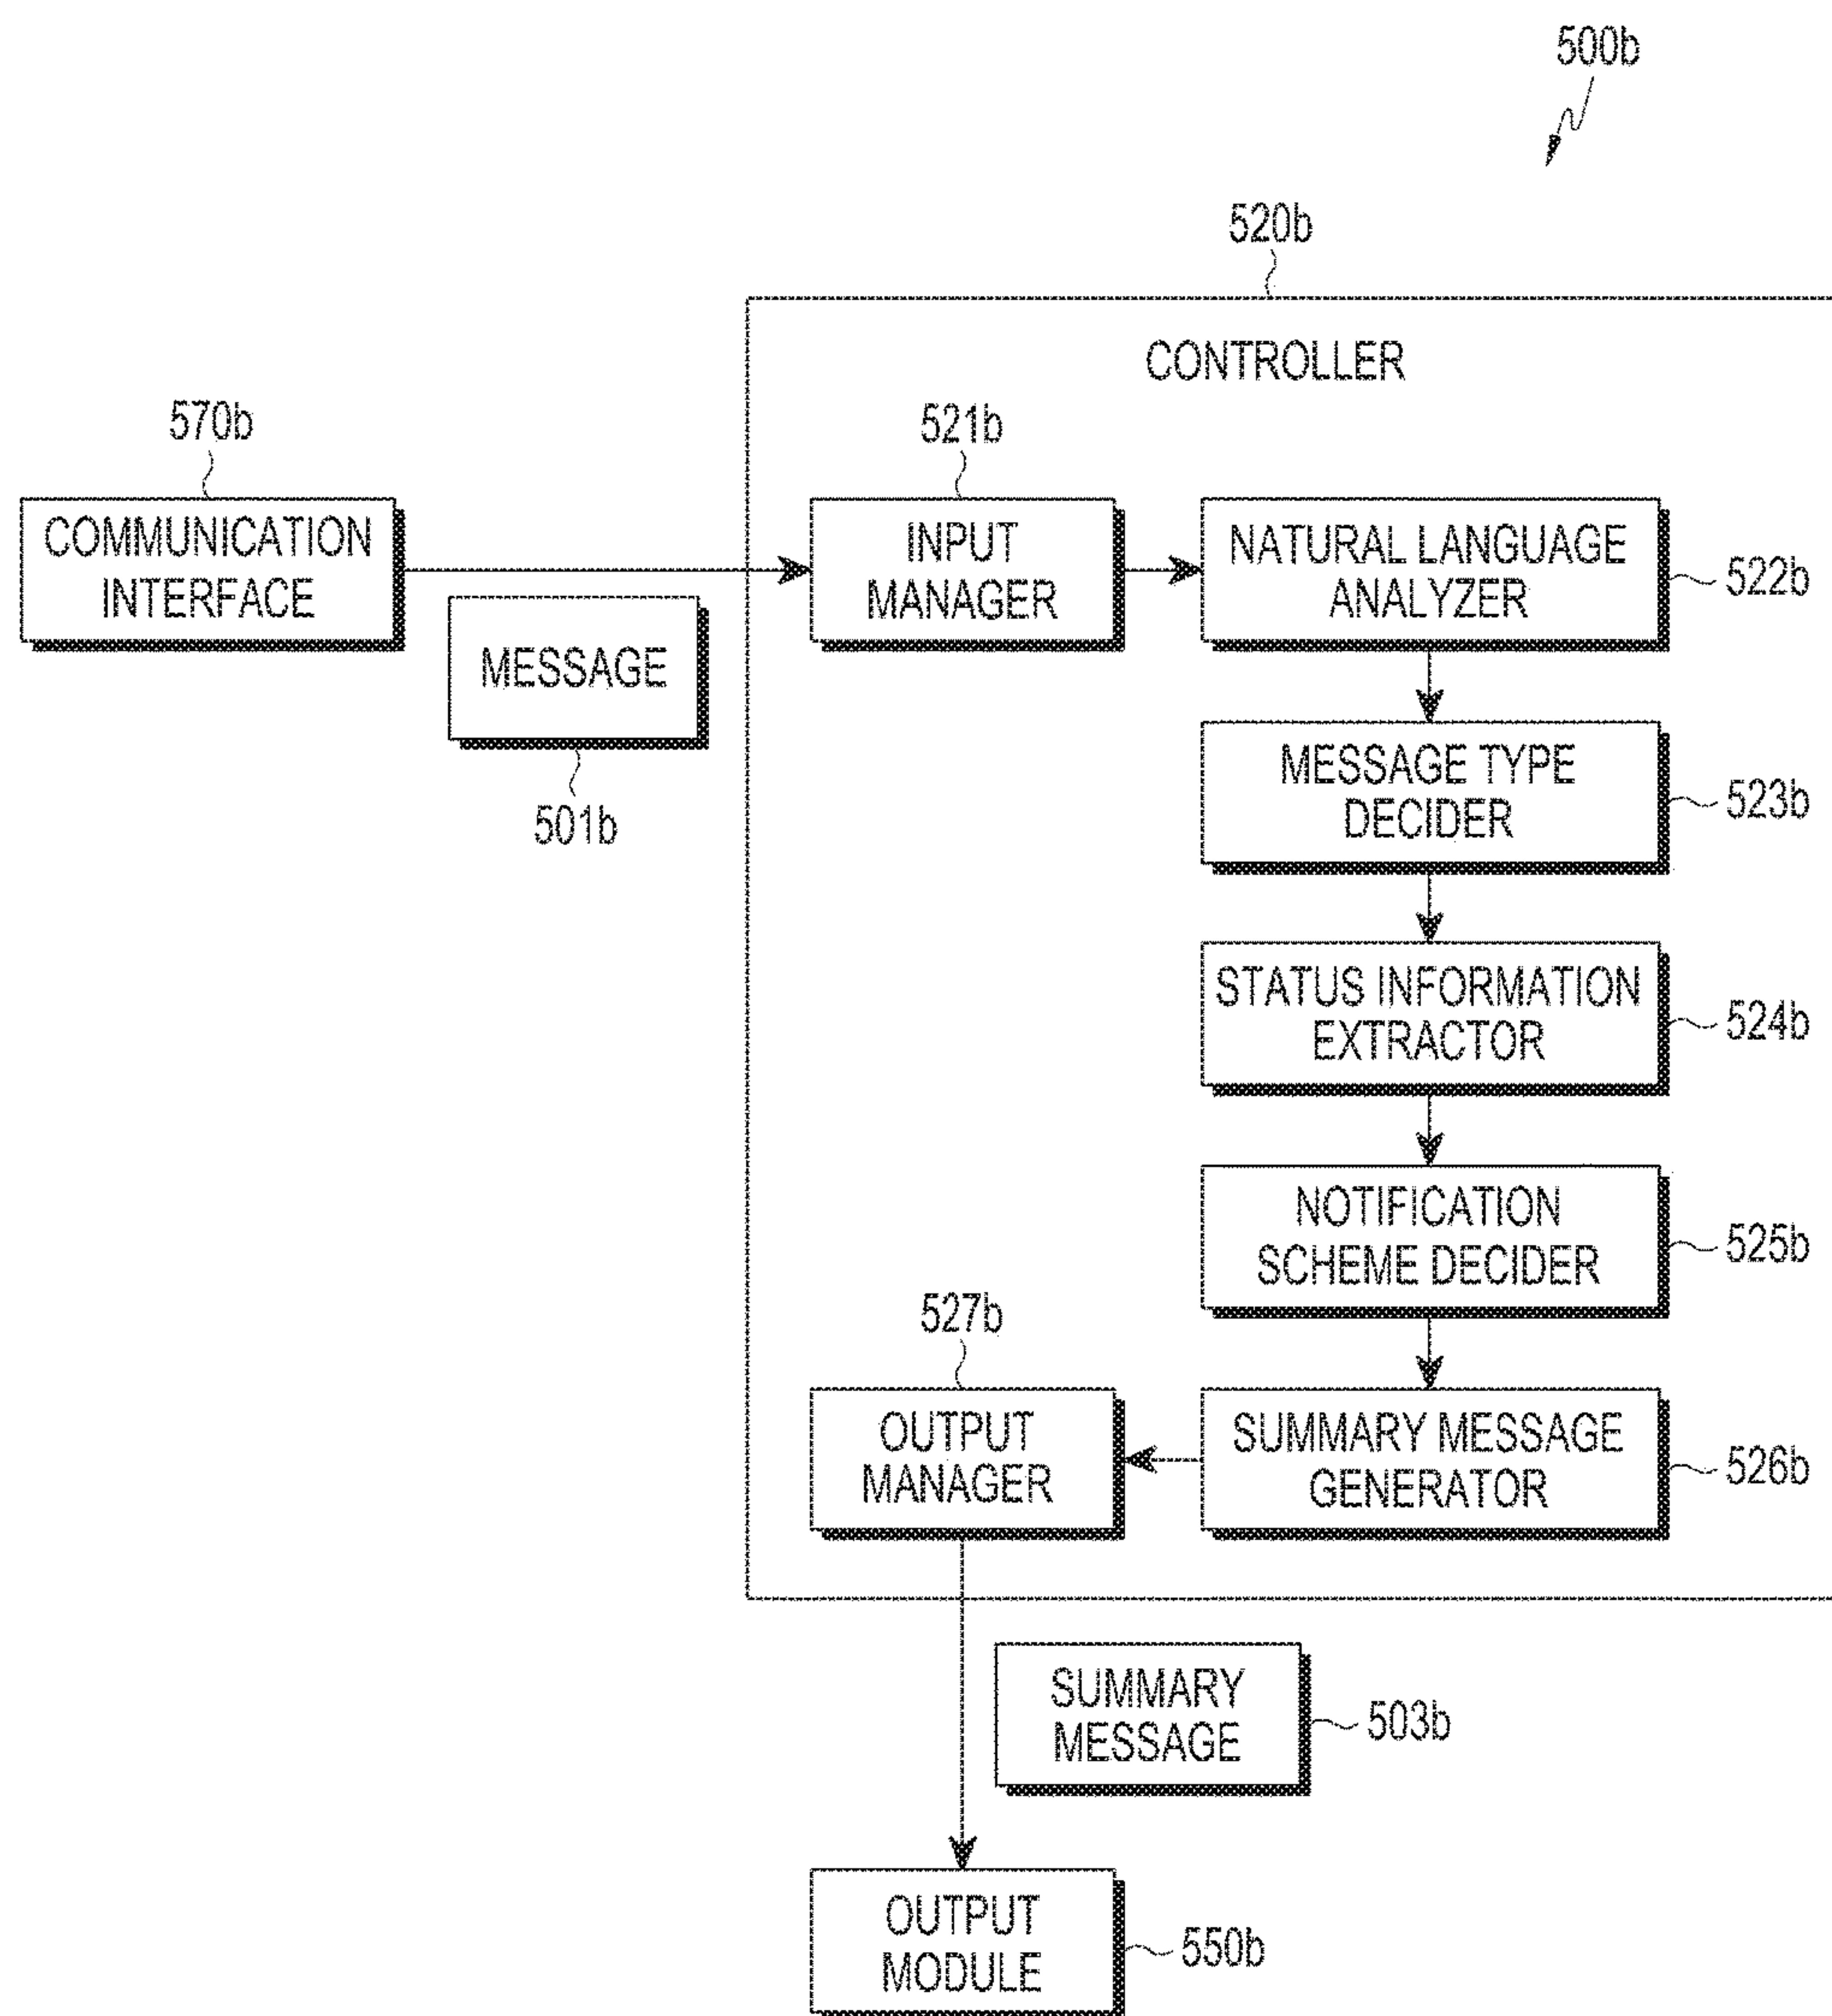 500b
520b
CONTROLLER
570b
521b
COMMUNICATION
INTERFACE
INPUT
MANAGER
NATURAL LANGUAGE
ANALYZER
522b
MESSAGE
501b
MESSAGE TYPE
DECIDER
523b
STATUS INFORMATION
EXTRACTOR
524b
NOTIFICATION
SCHEME DECIDER
525b
527b
OUTPUT
MANAGER
SUMMARY MESSAGE
GENERATOR
526b
SUMMARY
MESSAGE
503b
OUTPUT
MODULE
550b